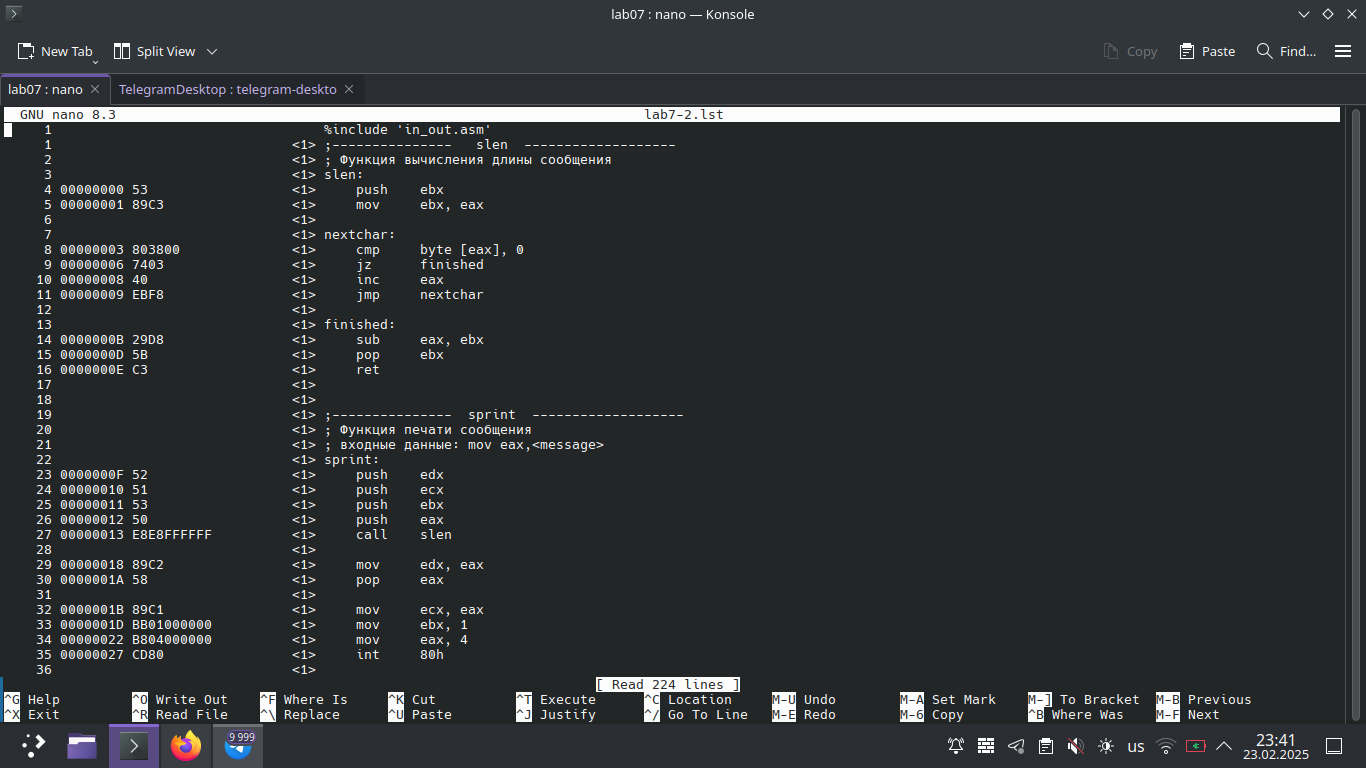 lab07 : nano — Konsole
New Tab Split View Copy Paste Find...
lab07 : nano TelegramDesktop : telegram-deskto
GNU nano 8.3 lab7-2.lst
1 %include 'in_out.asm'
1 <1> ;--------------- slen -------------------
2 <1> ; Функция вычисления длины сообщения
3 <1> slen:
4 00000000 53 <1> push ebx
5 00000001 89C3 <1> mov ebx, eax
6 <1>
7 <1> nextchar:
8 00000003 803800 <1> cmp byte [eax], 0
9 00000006 7403 <1> jz finished
10 00000008 40 <1> inc eax
11 00000009 EBF8 <1> jmp nextchar
12 <1>
13 <1> finished:
14 0000000B 29D8 <1> sub eax, ebx
15 0000000D 5B <1> pop ebx
16 0000000E C3 <1> ret
17 <1>
18 <1>
19 <1> ;--------------- sprint -------------------
20 <1> ; Функция печати сообщения
21 <1> ; входные данные: mov eax,<message>
22 <1> sprint:
23 0000000F 52 <1> push edx
24 00000010 51 <1> push ecx
25 00000011 53 <1> push ebx
26 00000012 50 <1> push eax
27 00000013 E8E8FFFFFF <1> call slen
28 <1>
29 00000018 89C2 <1> mov edx, eax
30 0000001A 58 <1> pop eax
31 <1>
32 0000001B 89C1 <1> mov ecx, eax
33 0000001D BB01000000 <1> mov ebx, 1
34 00000022 B804000000 <1> mov eax, 4
35 00000027 CD80 <1> int 80h
36 <1>
[ Read 224 lines ]
^G Help ^O Write Out ^F Where Is ^K Cut ^T Execute ^C Location M-U Undo M-A Set Mark M-] To Bracket M-B Previous
^X Exit ^R Read File ^\ Replace ^U Paste ^J Justify ^/ Go To Line M-E Redo M-6 Copy ^B Where Was M-F Next
9 999
us
23:41
23.02.2025